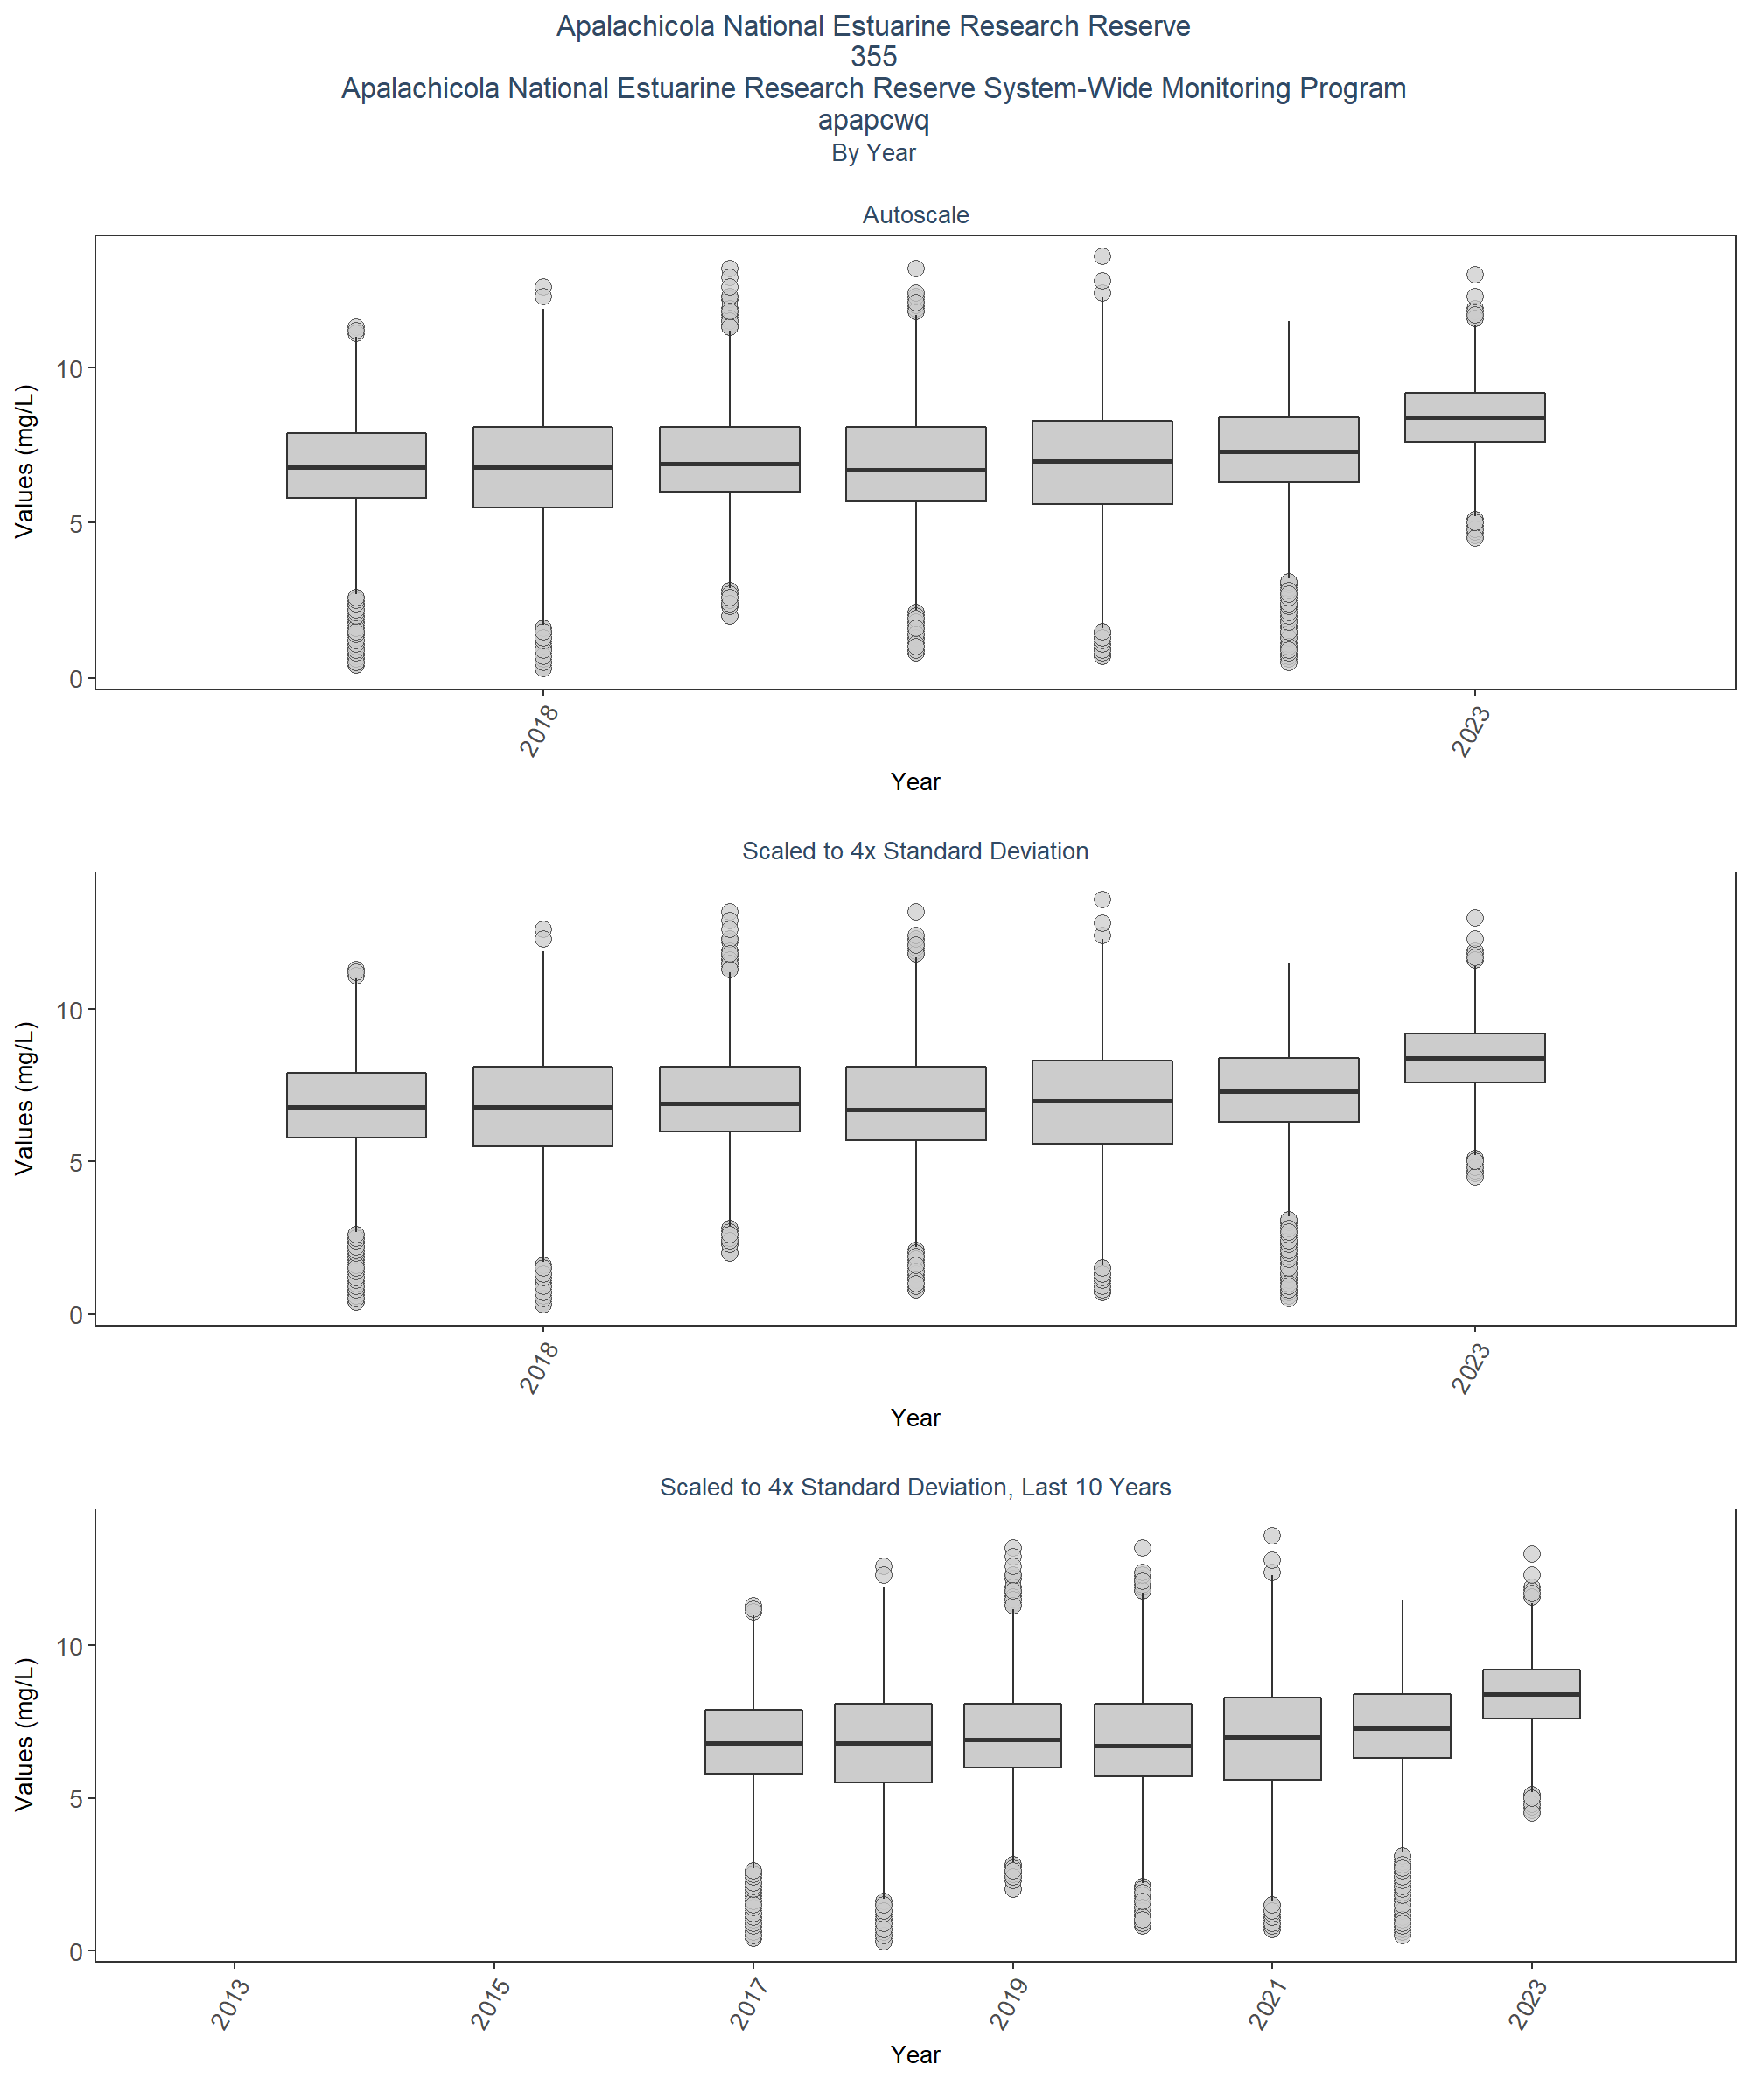 Apalachicola National Estuarine Research Reserve
355
Apalachicola National Estuarine Research Reserve System-Wide Monitoring Program
apapcwq
By Year
Autoscale
Values (mg/L)
10
5
0
2018
2023
Year
Scaled to 4x Standard Deviation
Values (mg/L)
10
5
0
2018
2023
Year
Scaled to 4x Standard Deviation, Last 10 Years
Values (mg/L)
10
5
0
2013
2015
2017
2019
2021
2023
Year